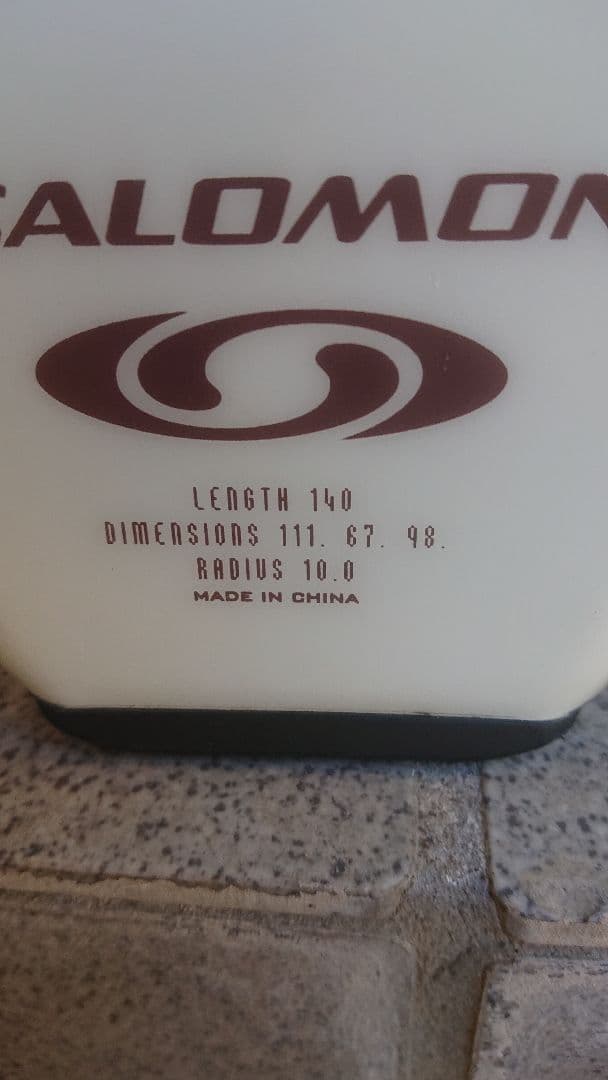 SALOMON
LENGTH 140
DIMENSIONS 111. 67. 98.
RADIUS 10.0
MADE IN CHINA